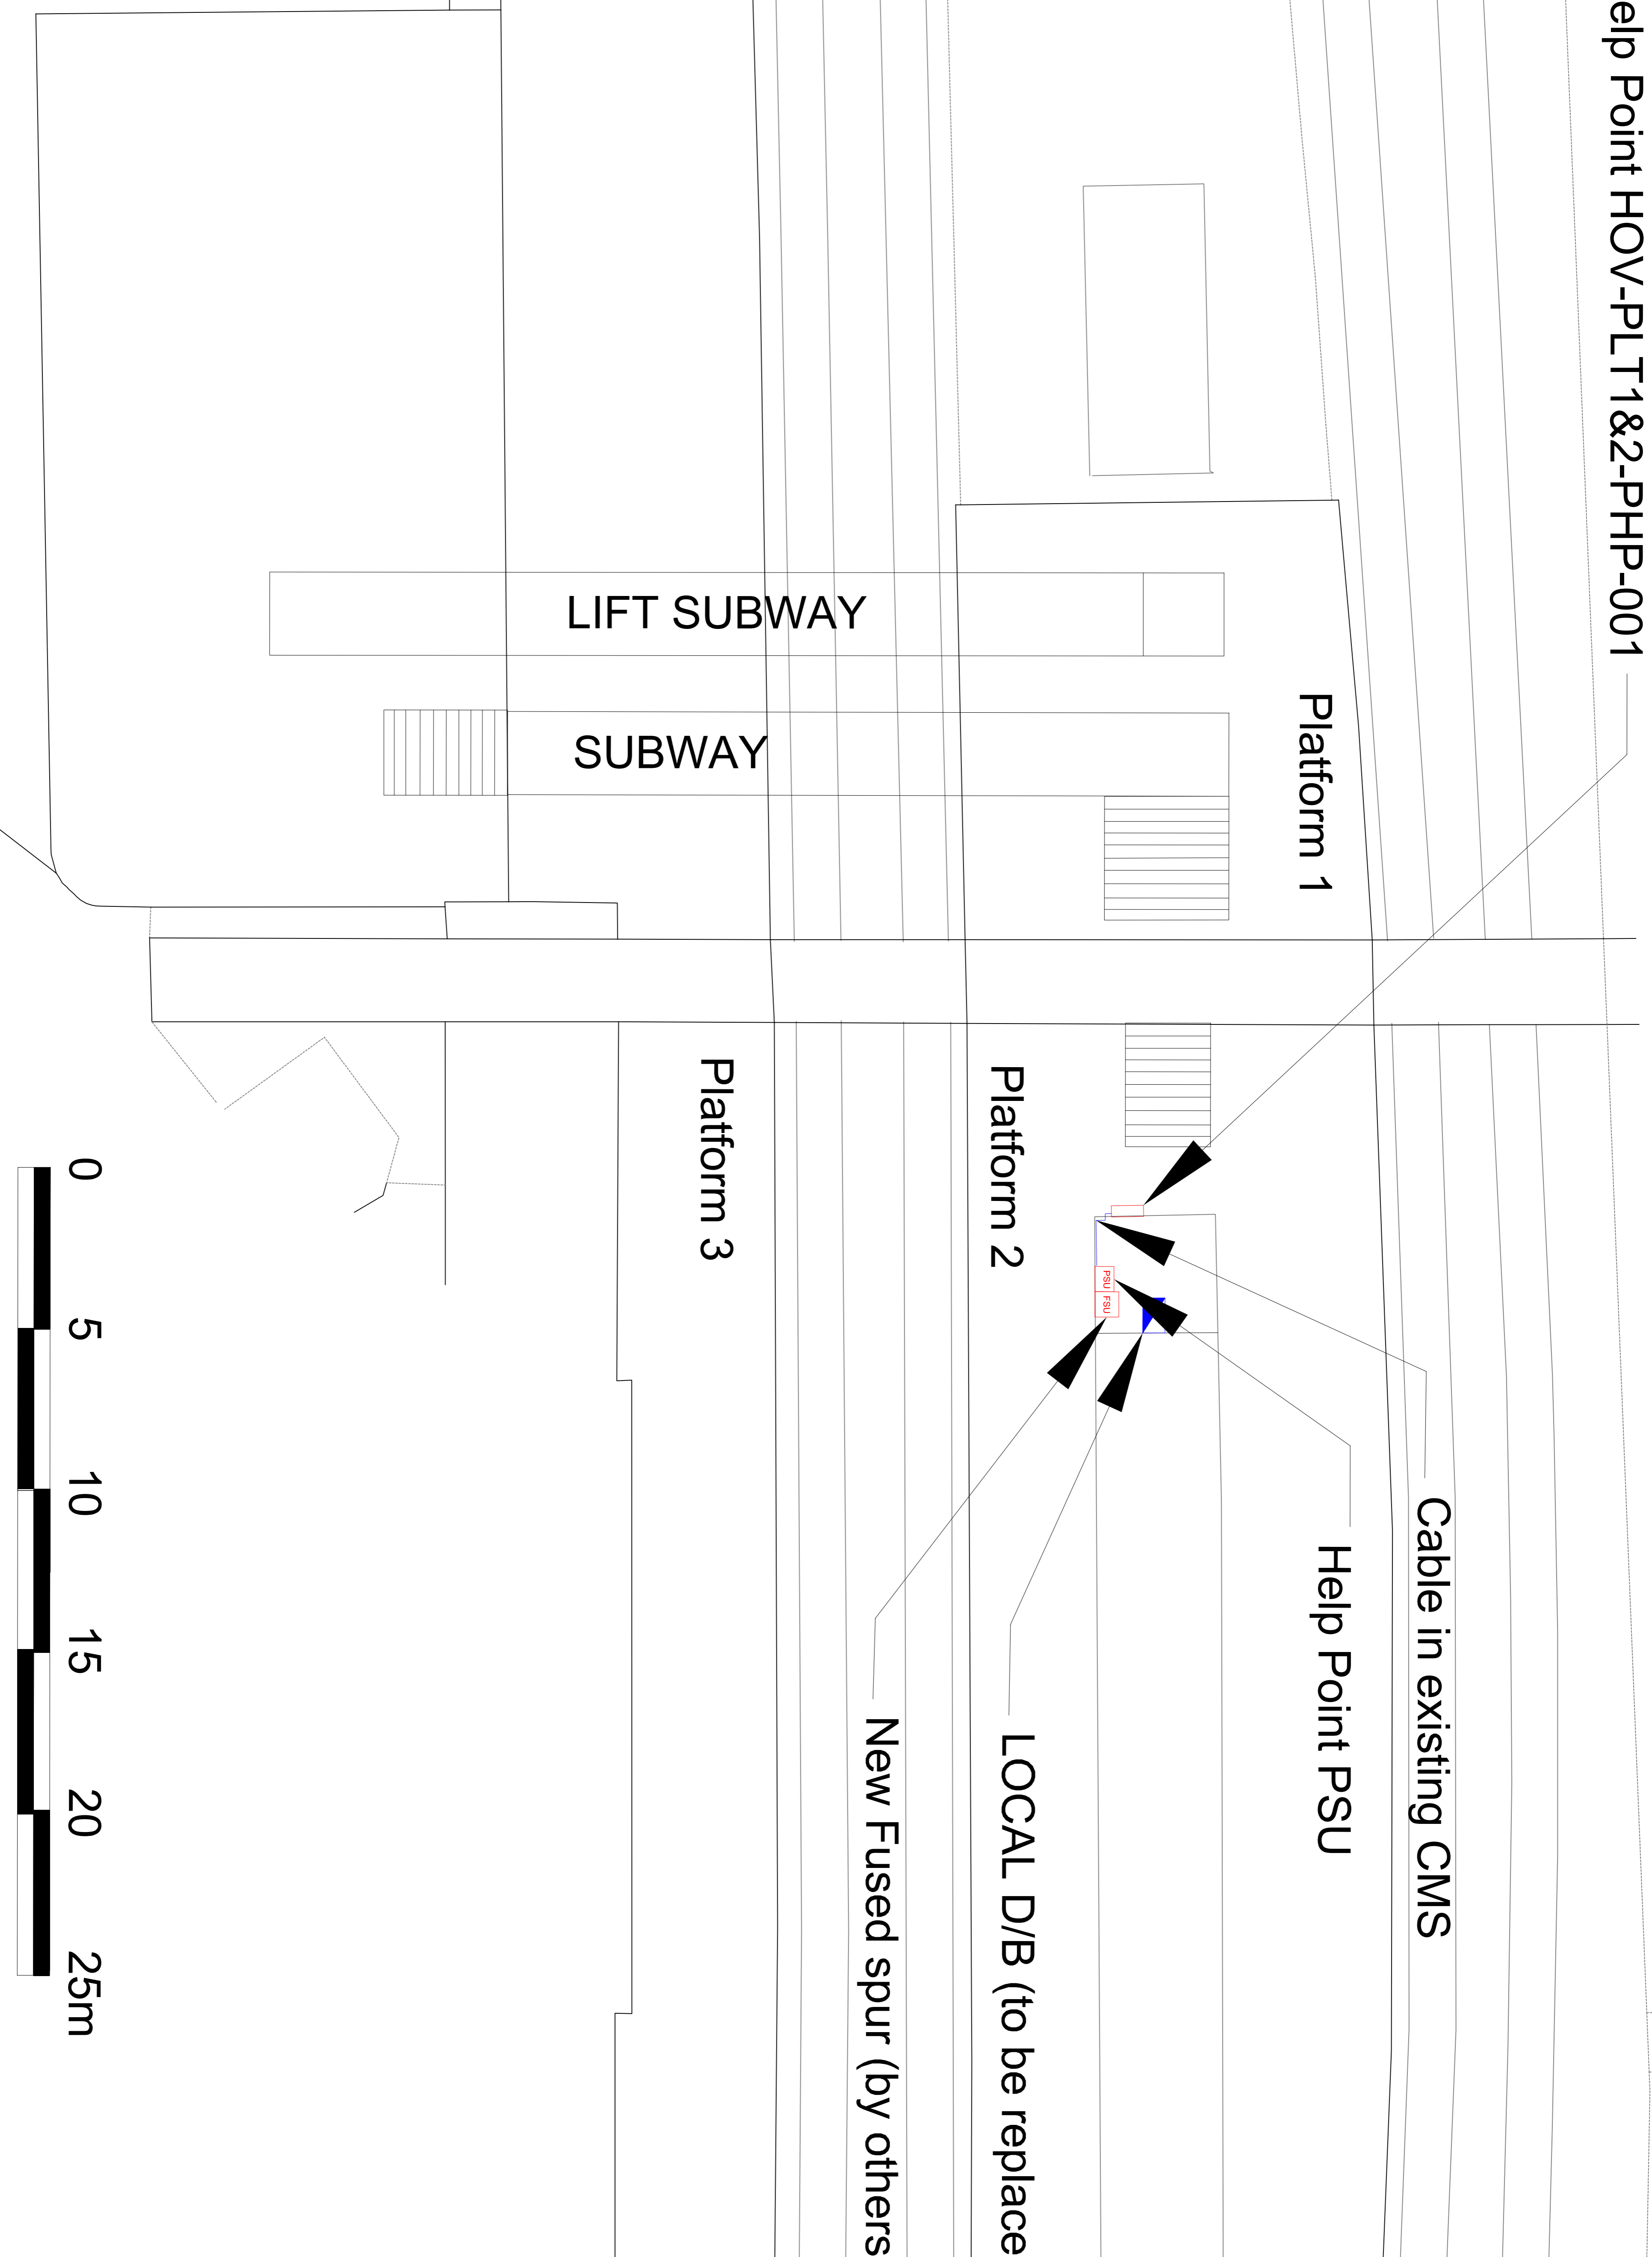 elp Point HOV-PLT1&2-PHP-001
LIFT SUBWAY
SUBWAY
Platform 1
Platform 2
Platform 3
PSU
FSU
Cable in existing CMS
Help Point PSU
LOCAL D/B (to be replace
New Fused spur (by others
0
5
10
15
20
25m